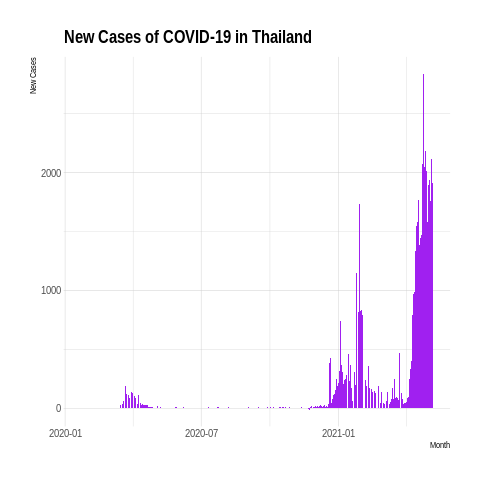 New Cases of COVID-19 in Thailand
New Cases
2000
1000
0
2020-01
2020-07
2021-01
Month